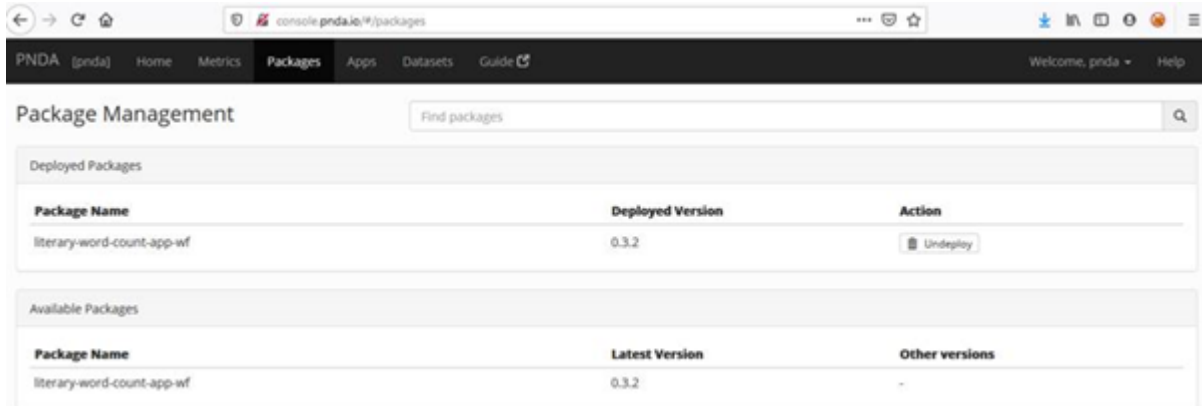 console.pnda.io/#/packages
PNDA [pnda] Home Metrics Packages Apps Datasets Guide Welcome, pnda Help
Package Management Find packages
Deployed Packages
Package Name Deployed Version Action
literary-word-count-app-wf 0.3.2 Undeploy
Available Packages
Package Name Latest Version Other versions
literary-word-count-app-wf 0.3.2 -